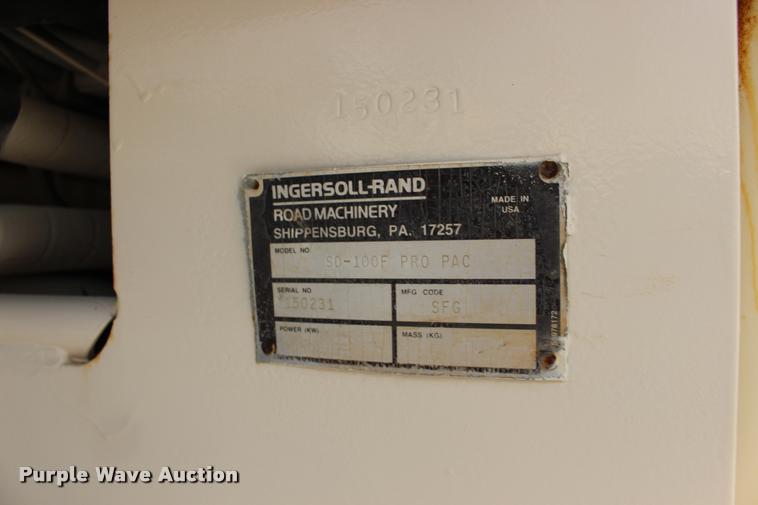 150231
INGERSOLL-RAND
ROAD MACHINERY
SHIPPENSBURG, PA. 17257
MADE IN
USA
MODEL NO.
SD-100F PRO PAC
SERIAL NO.
150231
MFG CODE
SFG
POWER (KW)
MASS (KG)
Purple Wave Auction